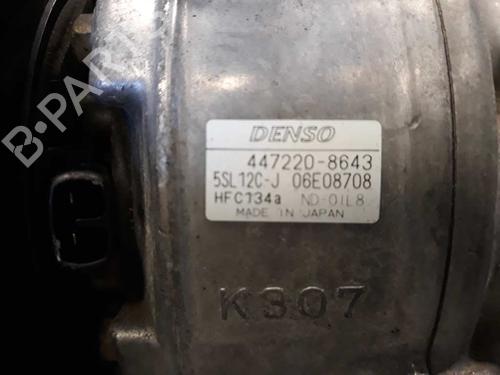 B-PARTS
DENSO
447220-8643
5SL12C-J 06E08708
HFC134a ND-OIL8
MADE IN JAPAN
K307